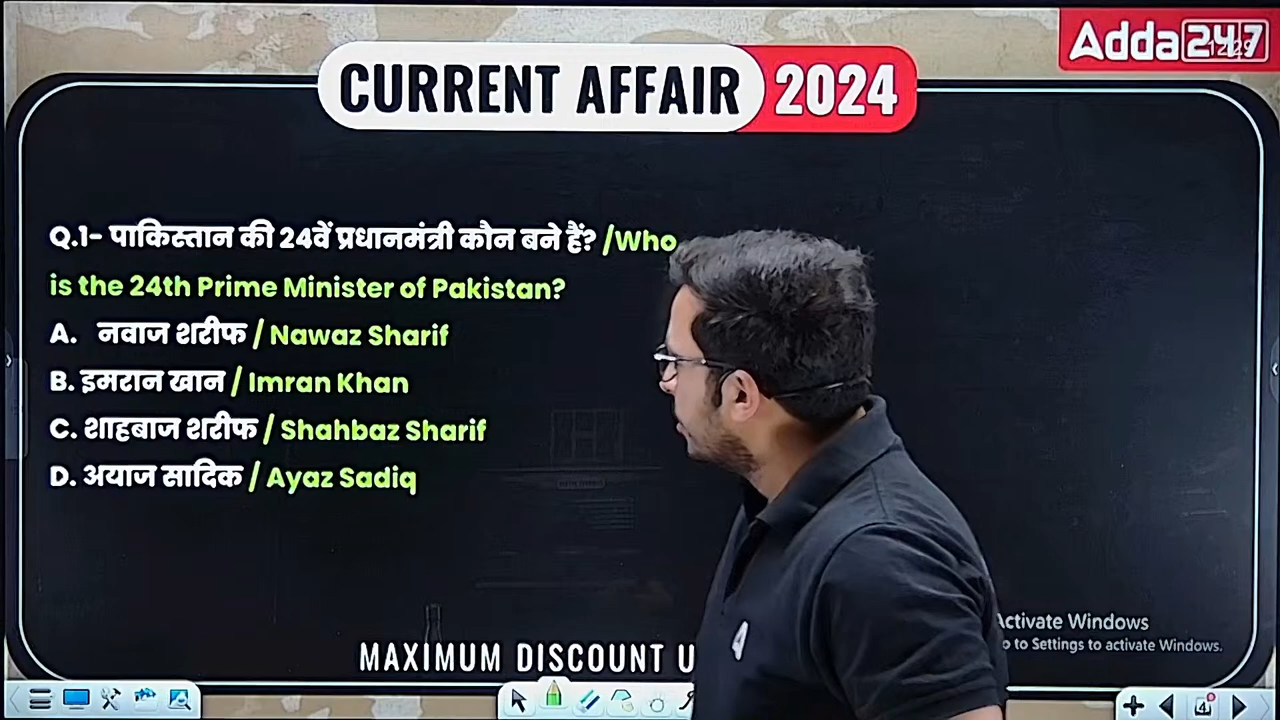 Adda247
CURRENT AFFAIR 2024
Q.1- पाकिस्तान की 24वें प्रधानमंत्री कौन बने हैं? /Who
is the 24th Prime Minister of Pakistan?
A. नवाज शरीफ / Nawaz Sharif
B. इमरान खान / Imran Khan
C. शाहबाज शरीफ / Shahbaz Sharif
D. अयाज सादिक / Ayaz Sadiq
Activate Windows
o to Settings to activate Windows.
MAXIMUM DISCOUNT U
4